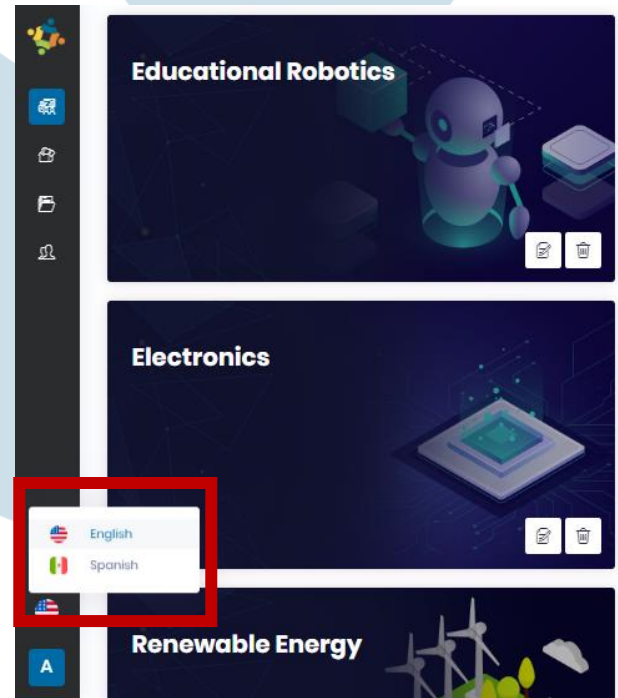 Educational Robotics
Electronics
English
Spanish
Renewable Energy
A